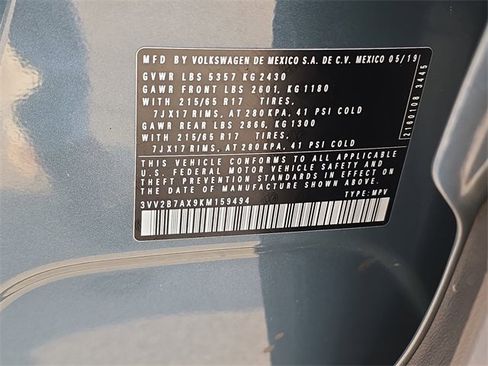 MFD BY VOLKSWAGEN DE MEXICO S.A. DE C.V. MEXICO 05/19
GVWR LBS 5357 KG 2430
GAWR FRONT LBS 2601, KG 1180
WITH 215/65 R17 TIRES,
7JX17 RIMS, AT 280 KPA, 41 PSI COLD
GAWR REAR LBS 2866, KG 1300
WITH 215/65 R17 TIRES,
7JX17 RIMS, AT 280 KPA, 41 PSI COLD
THIS VEHICLE CONFORMS TO ALL APPLICABLE
U.S. FEDERAL MOTOR VEHICLE SAFETY AND
THEFT PREVENTION STANDARDS IN EFFECT ON
THE DATE OF MANUFACTURE SHOWN ABOVE.
3VV2B7AX9KM159494 TYPE: MPV
2160108 3445